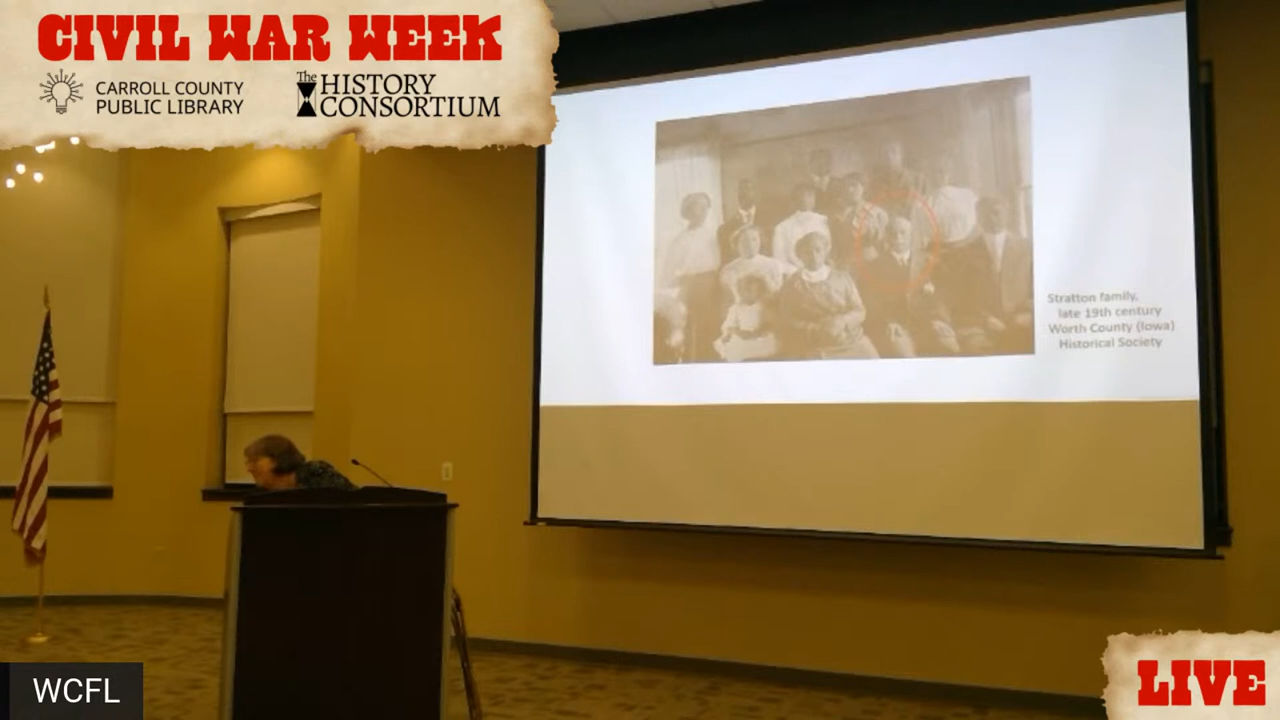 CIVIL WAR WEEK
CARROLL COUNTY
PUBLIC LIBRARY
The HISTORY
CONSORTIUM
Stratton family,
late 19th century
Worth County (Iowa)
Historical Society
WCFL
LIVE